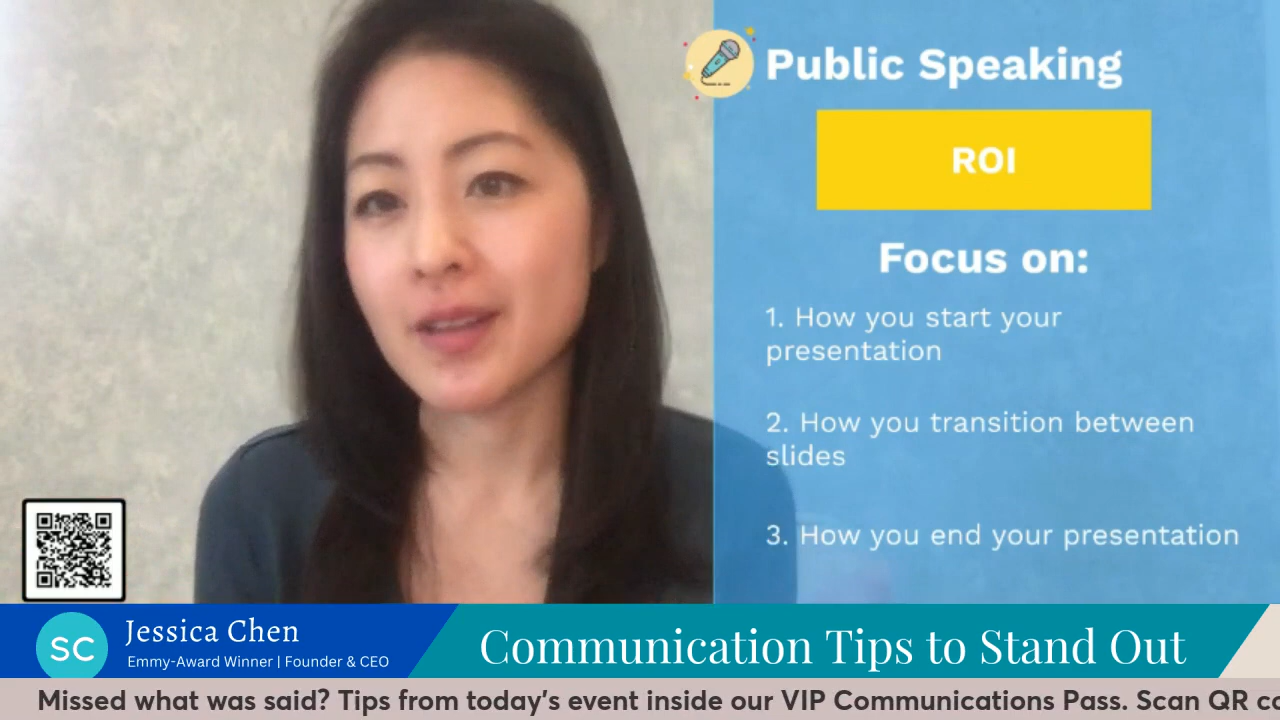 Public Speaking
ROI
Focus on:
1. How you start your
presentation
2. How you transition between
slides
3. How you end your presentation
SC
Jessica Chen
Emmy-Award Winner | Founder & CEO
Communication Tips to Stand Out
Missed what was said? Tips from today's event inside our VIP Communications Pass. Scan QR